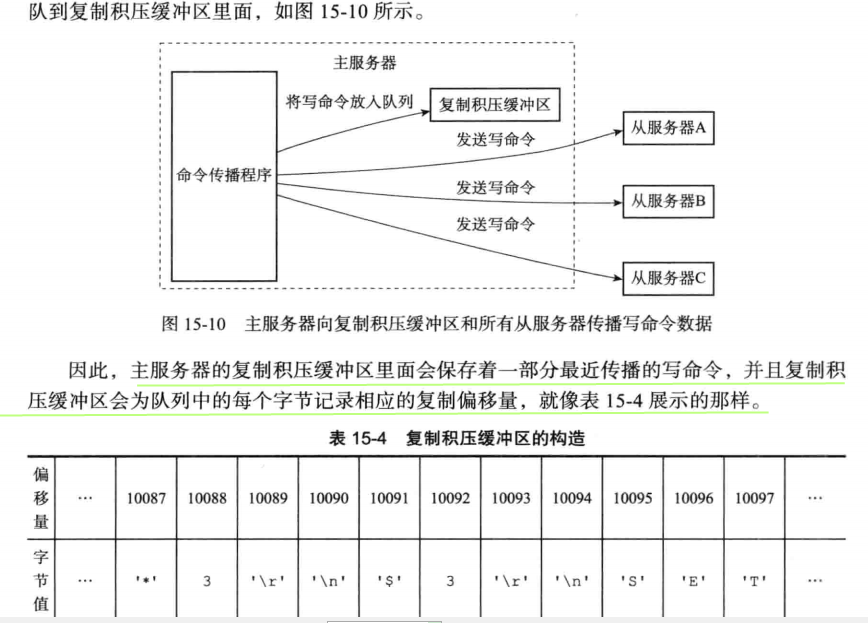 队到复制积压缓冲区里面，如图 15-10 所示。
主服务器
将写命令放入队列
复制积压缓冲区
发送写命令
从服务器A
命令传播程序
发送写命令
从服务器B
发送写命令
从服务器C
图 15-10 主服务器向复制积压缓冲区和所有从服务器传播写命令数据
因此，主服务器的复制积压缓冲区里面会保存着一部分最近传播的写命令，并且复制积
压缓冲区会为队列中的每个字节记录相应的复制偏移量，就像表 15-4 展示的那样。
表 15-4 复制积压缓冲区的构造
偏移量 … 10087 10088 10089 10090 10091 10092 10093 10094 10095 10096 10097 …
字节值 … '*' 3 '\r' '\n' '$' 3 '\r' '\n' 'S' 'E' 'T' …